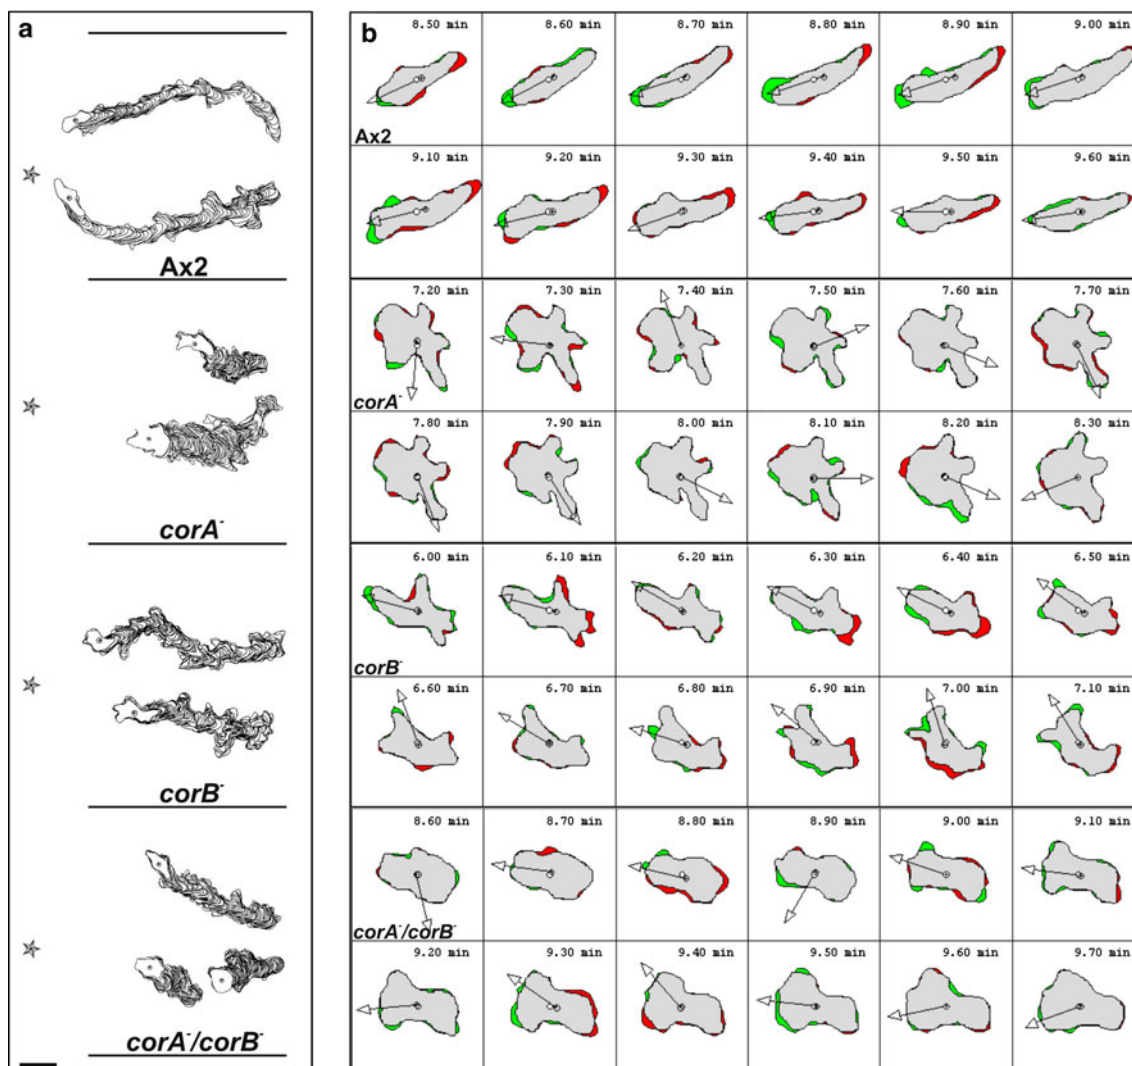 a
Ax2
corA-
corB-
corA-/corB-
b
8.50 min 8.60 min 8.70 min 8.80 min 8.90 min 9.00 min
Ax2
9.10 min 9.20 min 9.30 min 9.40 min 9.50 min 9.60 min
7.20 min 7.30 min 7.40 min 7.50 min 7.60 min 7.70 min
corA-
7.80 min 7.90 min 8.00 min 8.10 min 8.20 min 8.30 min
6.00 min 6.10 min 6.20 min 6.30 min 6.40 min 6.50 min
corB-
6.60 min 6.70 min 6.80 min 6.90 min 7.00 min 7.10 min
8.60 min 8.70 min 8.80 min 8.90 min 9.00 min 9.10 min
corA-/corB-
9.20 min 9.30 min 9.40 min 9.50 min 9.60 min 9.70 min